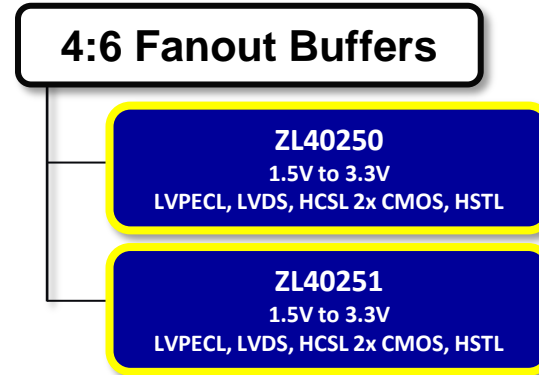 4:6 Fanout Buffers
ZL40250
1.5V to 3.3V
LVPECL, LVDS, HCSL 2x CMOS, HSTL
ZL40251
1.5V to 3.3V
LVPECL, LVDS, HCSL 2x CMOS, HSTL